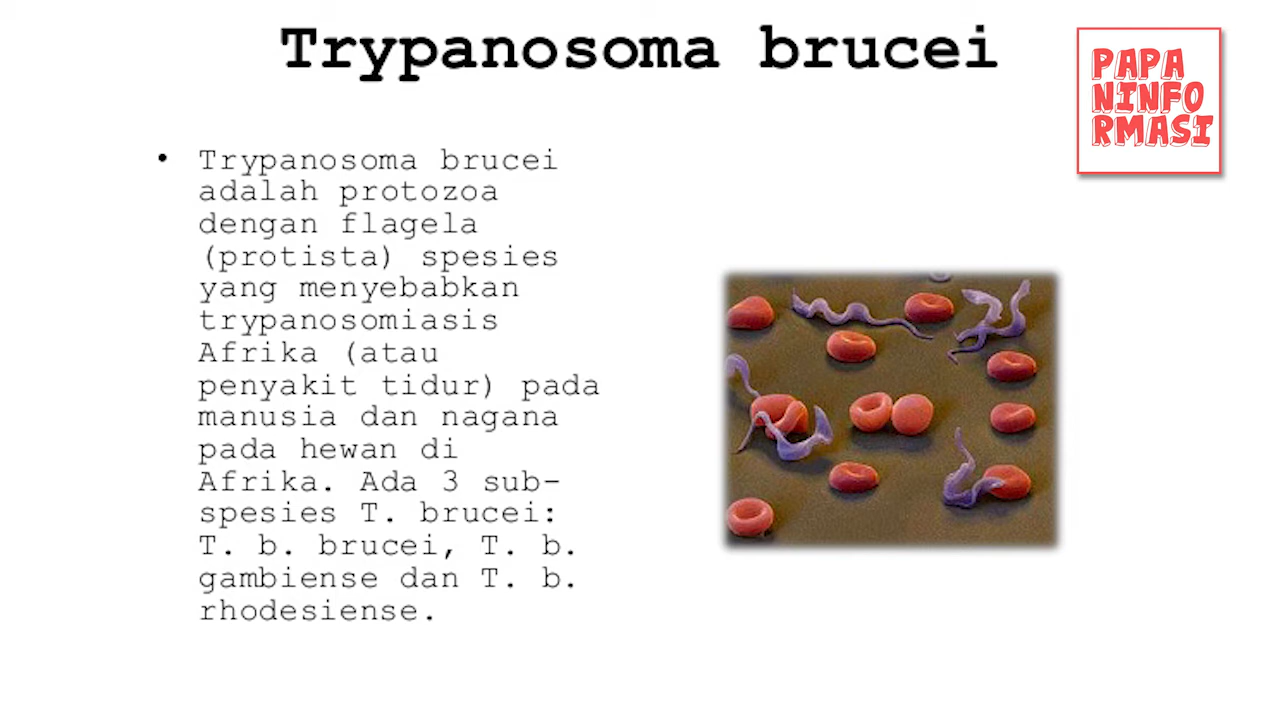 Trypanosoma brucei
PAPA
NINFO
RMASI
• Trypanosoma brucei
adalah protozoa
dengan flagela
(protista) spesies
yang menyebabkan
trypanosomiasis
Afrika (atau
penyakit tidur) pada
manusia dan nagana
pada hewan di
Afrika. Ada 3 sub-
spesies T. brucei:
T. b. brucei, T. b.
gambiense dan T. b.
rhodesiense.